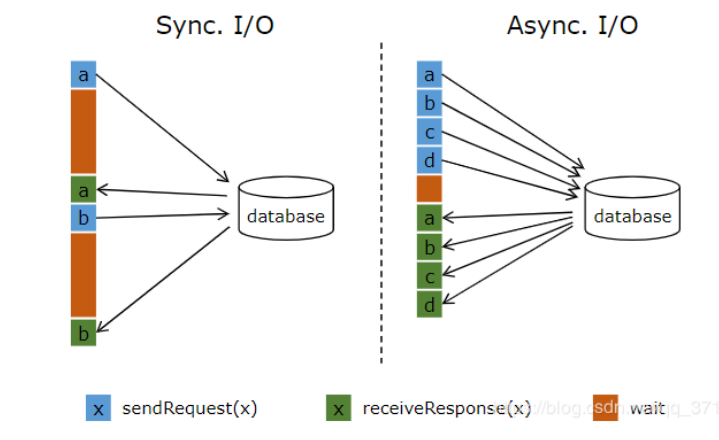 Sync. I/O
Async. I/O
a
a
b
b
database
a
b
c
d
a
b
c
d
database
x sendRequest(x)
x receiveResponse(x)
wait